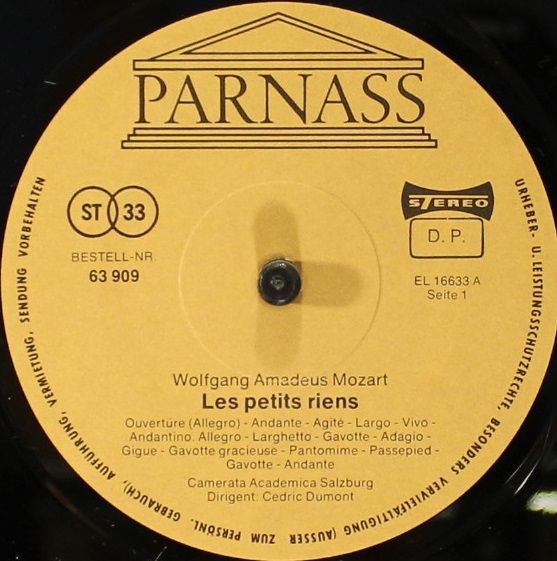 PARNASS
ST 33
STEREO
D. P.
BESTELL-NR
63 909
EL 16633 A
Seite 1
Wolfgang Amadeus Mozart
Les petits riens
Ouvertüre (Allegro) - Andante - Agité - Largo - Vivo -
Andantino. Allegro - Larghetto - Gavotte - Adagio -
Gigue - Gavotte gracieuse - Pantomime - Passepied -
Gavotte - Andante
Camerata Academica Salzburg
Dirigent: Cedric Dumont
URHEBER- U. LEISTUNGSSCHUTZRECHTE, BESONDERS VERVIELFÄLTIGUNG (AUSSER ZUM PERSÖNL. GEBRAUCH), AUFFÜHRUNG, VERMIETUNG, SENDUNG VORBEHALTEN